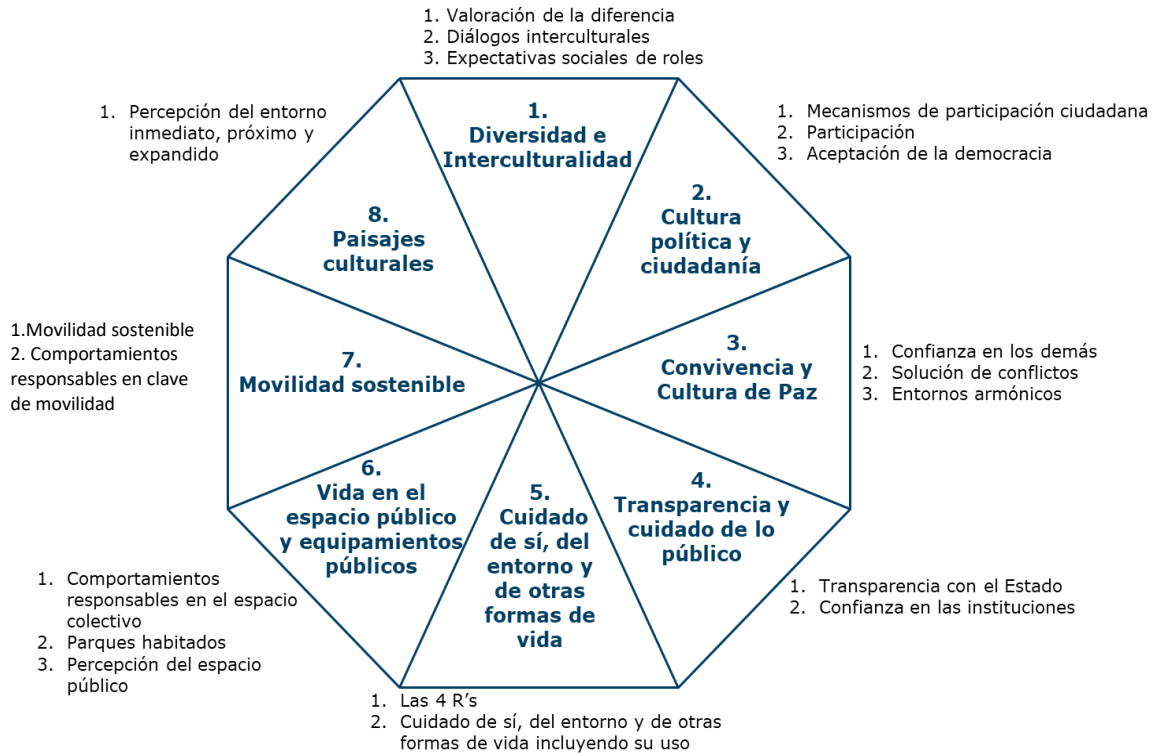 1. Valoración de la diferencia
2. Diálogos interculturales
3. Expectativas sociales de roles
1.
Diversidad e
Interculturalidad
1. Mecanismos de participación ciudadana
2. Participación
3. Aceptación de la democracia
2.
Cultura
política y
ciudadanía
1. Confianza en los demás
2. Solución de conflictos
3. Entornos armónicos
3.
Convivencia y
Cultura de Paz
4.
Transparencia y
cuidado de lo
público
1. Transparencia con el Estado
2. Confianza en las instituciones
5.
Cuidado
de sí, del
entorno y
de otras
formas de
vida
1. Las 4 R’s
2. Cuidado de sí, del entorno y de otras
formas de vida incluyendo su uso
6.
Vida en el
espacio público
y equipamientos
públicos
1. Comportamientos
responsables en el espacio
colectivo
2. Parques habitados
3. Percepción del espacio
público
7.
Movilidad sostenible
1.Movilidad sostenible
2. Comportamientos
responsables en clave
de movilidad
8.
Paisajes
culturales
1. Percepción del entorno
inmediato, próximo y
expandido